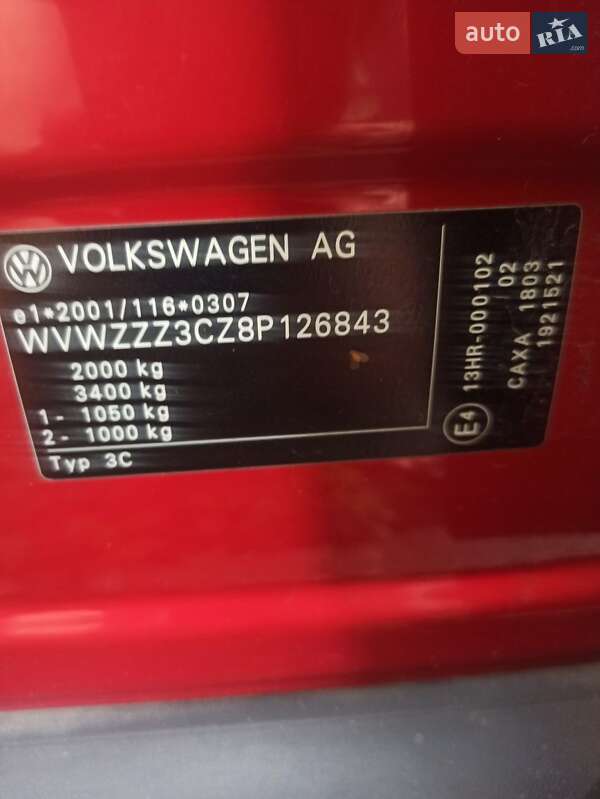 auto RIA .com
VOLKSWAGEN AG
e1*2001/116*0307
WVWZZZ3CZ8P126843
2000 kg
3400 kg
1 - 1050 kg
2 - 1000 kg
Typ 3C
E4 13HR-000102
/ 02
CAXA 1803
1921521